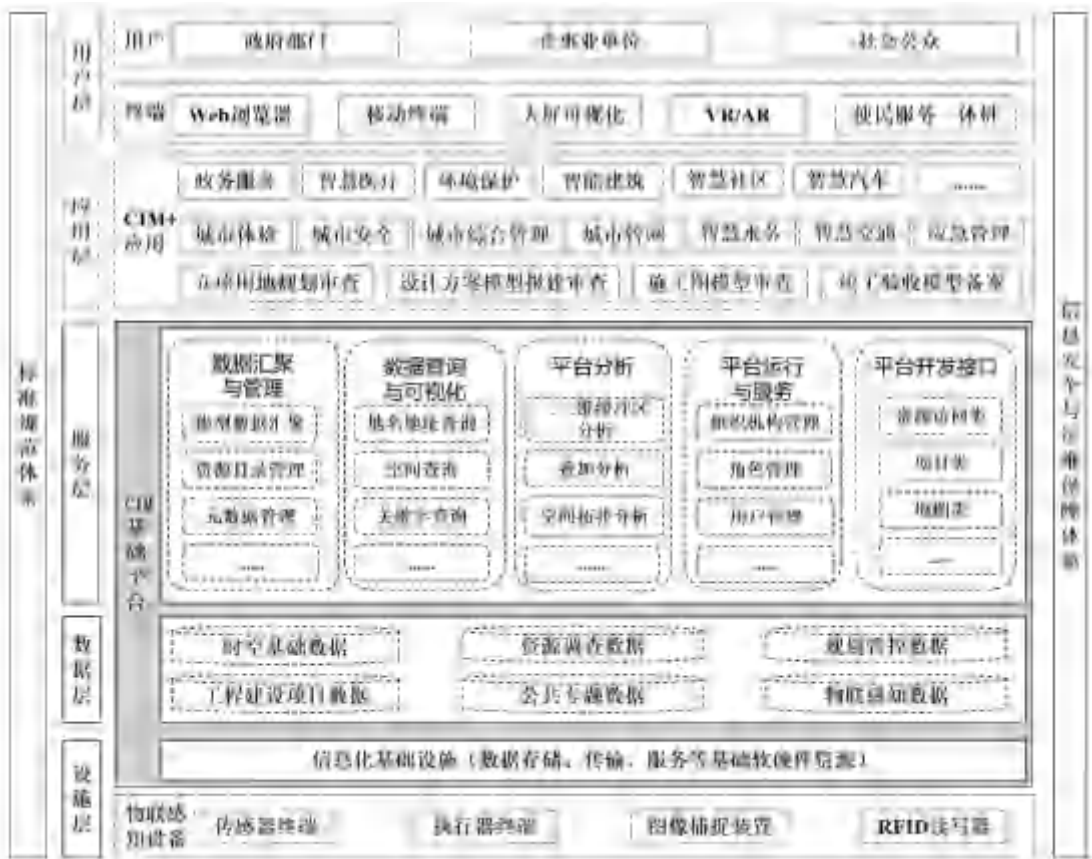 标准规范体系
信息安全与运维保障体系
用户层
用户
政府部门
企事业单位
社会公众
终端
Web浏览器
移动终端
大屏可视化
VR/AR
便民服务一体机
应用层
CIM+
应用
政务服务
智慧医疗
环境保护
智能建筑
智慧社区
智慧汽车
......
城市体检
城市安全
城市综合管理
城市管网
智慧水务
智慧交通
应急管理
立项用地规划审查
设计方案模型报建审查
施工图模型审查
竣工验收模型备案
服务层
CIM基础平台
数据汇聚
与管理
模型数据汇聚
资源目录管理
元数据管理
......
数据查询
与可视化
地名地址查询
空间查询
关键字查询
......
平台分析
分析
叠加分析
空间拓扑分析
......
平台运行
与服务
组织机构管理
角色管理
用户管理
......
平台开发接口
资源访问类
项目类
地图类
数据层
时空基础数据
资源调查数据
规划管控数据
工程建设项目数据
公共专题数据
物联感知数据
设施层
信息化基础设施（数据存储、传输、服务等基础软硬件资源）
物联感
知设备
传感器终端
执行器终端
图像捕捉装置
RFID读写器